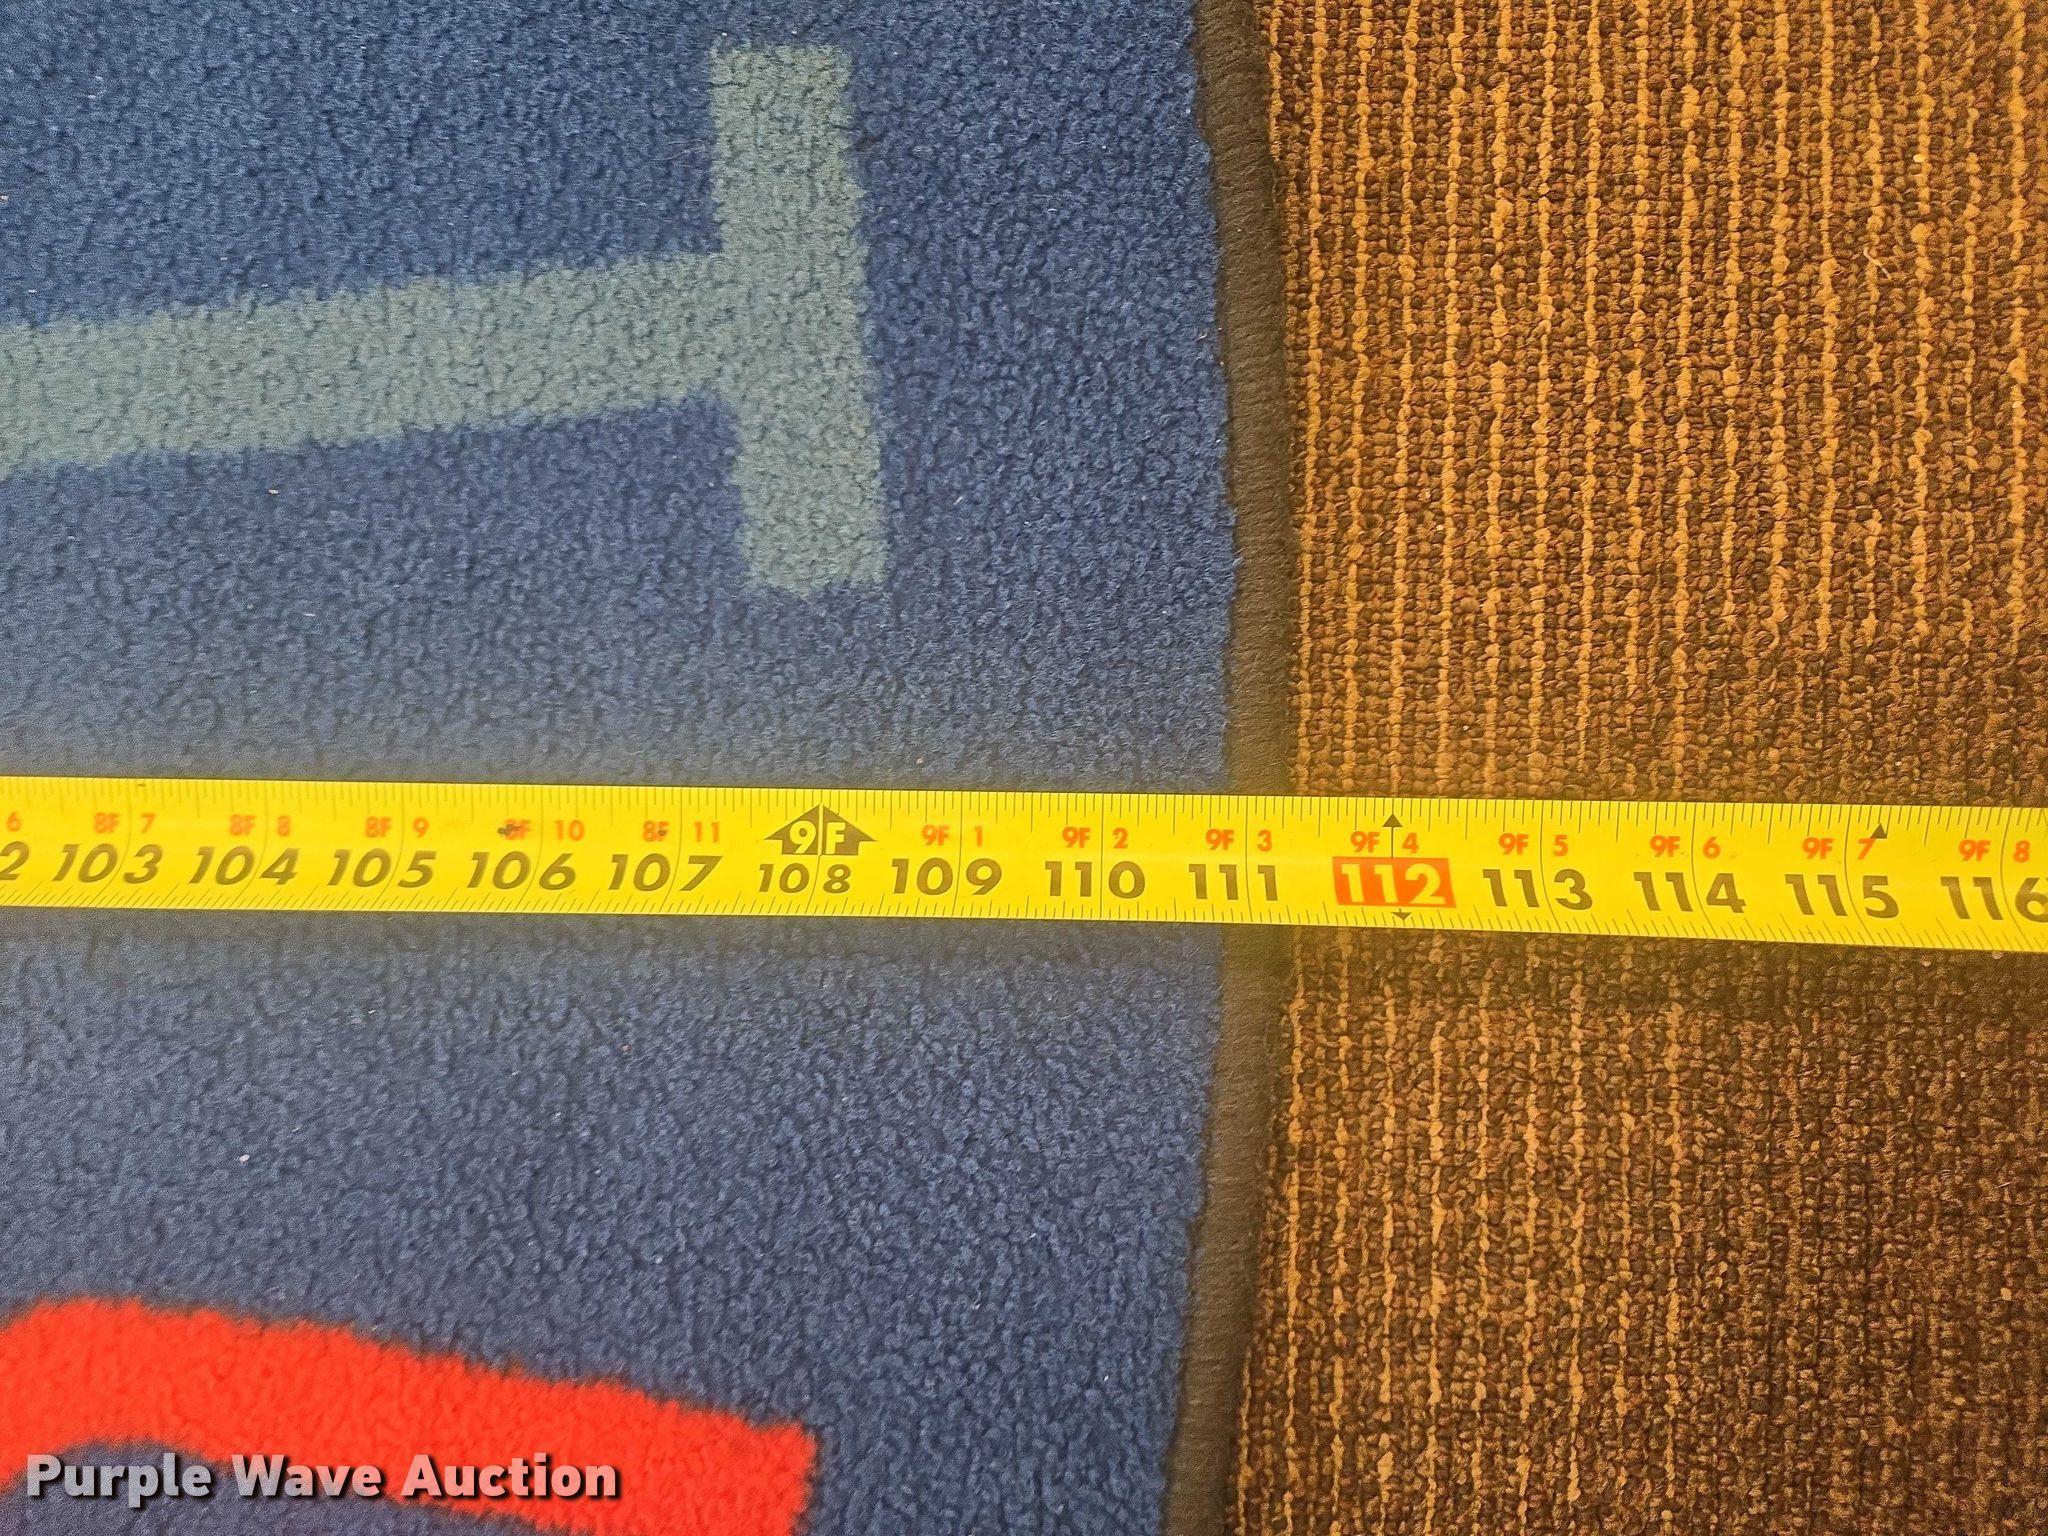 6 8F 7 8F 8 8F 9 8F 10 8F 11 9F 9F 1 9F 2 9F 3 9F 4 9F 5 9F 6 9F 7 9F 8
2 103 104 105 106 107 108 109 110 111 112 113 114 115 116
Purple Wave Auction